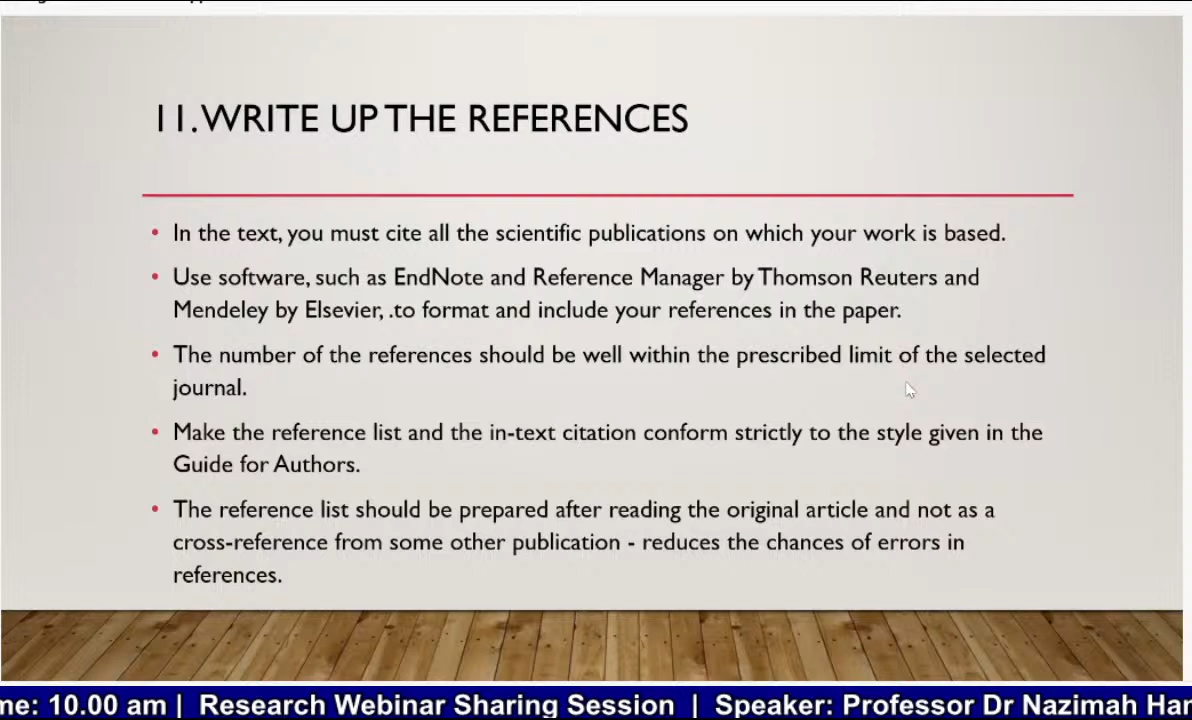 11. WRITE UP THE REFERENCES
• In the text, you must cite all the scientific publications on which your work is based.
• Use software, such as EndNote and Reference Manager by Thomson Reuters and
Mendeley by Elsevier, .to format and include your references in the paper.
• The number of the references should be well within the prescribed limit of the selected
journal.
• Make the reference list and the in-text citation conform strictly to the style given in the
Guide for Authors.
• The reference list should be prepared after reading the original article and not as a
cross-reference from some other publication - reduces the chances of errors in
references.
10.00 am | Research Webinar Sharing Session | Speaker: Professor Dr Nazimah